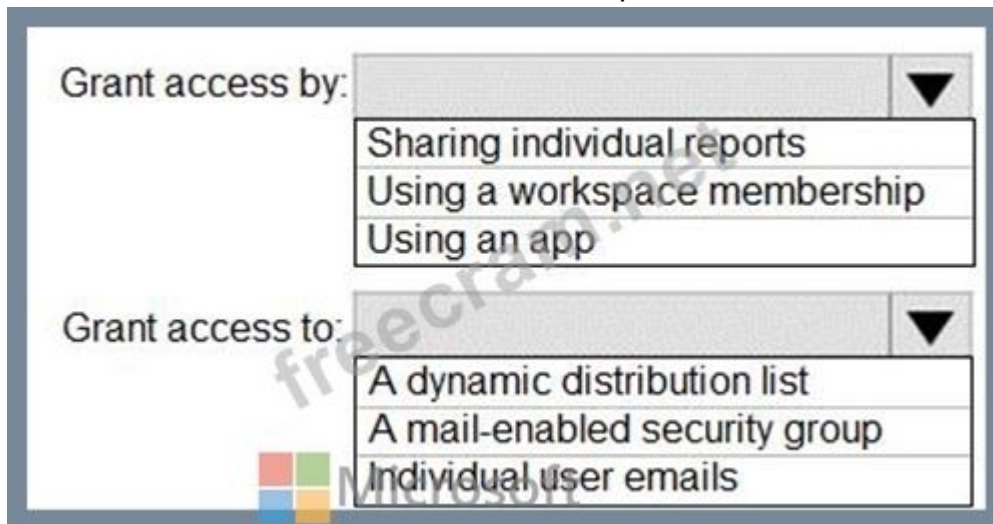 Grant access by:
Sharing individual reports
Using a workspace membership
Using an app
Grant access to:
A dynamic distribution list
A mail-enabled security group
Individual user emails
freecram.net
Microsoft